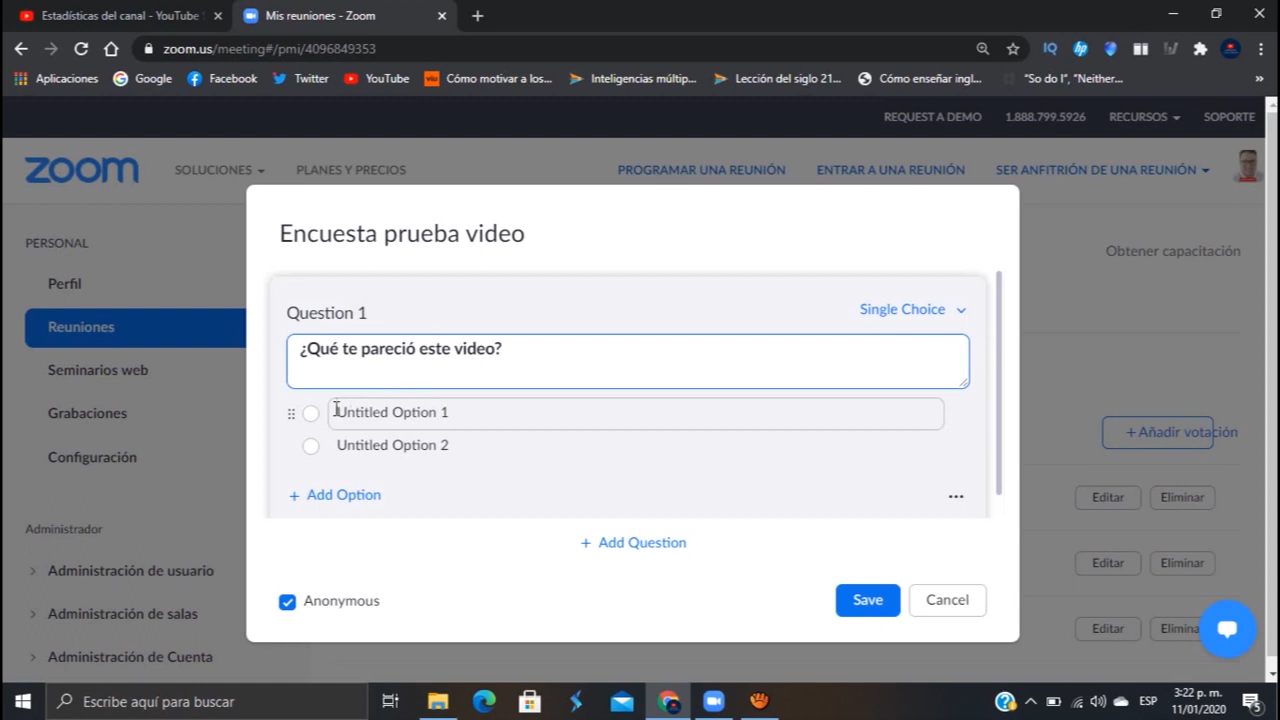 Estadísticas del canal - YouTube
Mis reuniones - Zoom
zoom.us/meeting#/pmi/4096849353
Aplicaciones
Google
Facebook
Twitter
YouTube
Cómo motivar a los...
Inteligencias múltip...
Lección del siglo 21...
Cómo enseñar ingl...
"So do I", "Neither...
»
REQUEST A DEMO
1.888.799.5926
RECURSOS
SOPORTE
zoom
SOLUCIONES
PLANES Y PRECIOS
PROGRAMAR UNA REUNIÓN
ENTRAR A UNA REUNIÓN
SER ANFITRIÓN DE UNA REUNIÓN
PERSONAL
Perfil
Reuniones
Seminarios web
Grabaciones
Configuración
Administrador
Administración de usuario
Administración de salas
Administración de Cuenta
Obtener capacitación
+ Añadir votación
Editar
Eliminar
Editar
Eliminar
Editar
Elimina
Encuesta prueba video
Question 1
Single Choice
¿Qué te pareció este video?
Untitled Option 1
Untitled Option 2
+ Add Option
...
+ Add Question
Anonymous
Save
Cancel
Escribe aquí para buscar
ESP
3:22 p. m.
11/01/2020
5